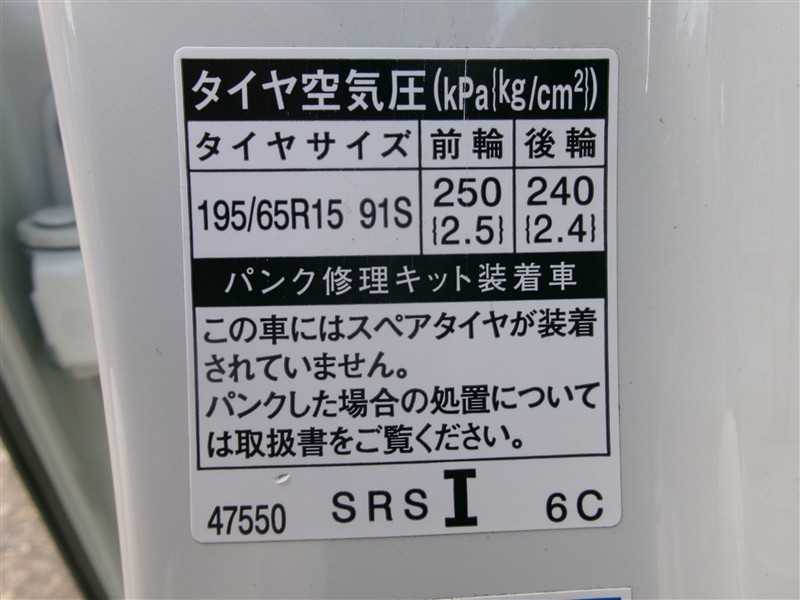 タイヤ空気圧(kPa{kg/cm²})
タイヤサイズ 前輪 後輪
195/65R15 91S 250 {2.5} 240 {2.4}
パンク修理キット装着車
この車にはスペアタイヤが装着
されていません。
パンクした場合の処置について
は取扱書をご覧ください。
47550 SRS I 6C